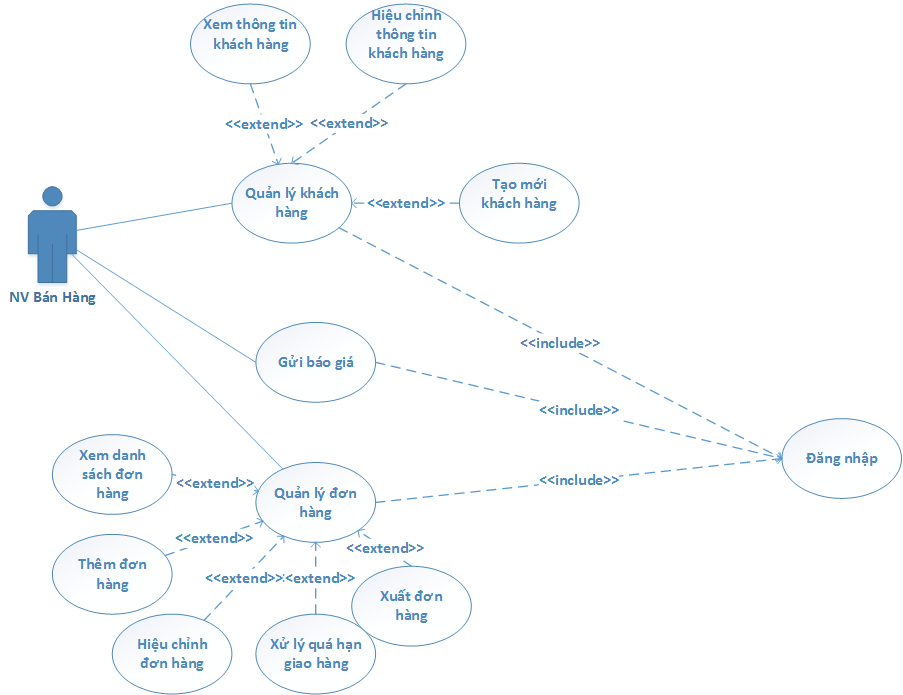 Xem thông tin
khách hàng
Hiệu chỉnh
thông tin
khách hàng
<<extend>>
<<extend>>
Quản lý khách
hàng
<<extend>>
Tạo mới
khách hàng
NV Bán Hàng
<<include>>
Gửi báo giá
<<include>>
Đăng nhập
Xem danh
sách đơn
hàng
<<extend>>
Quản lý đơn
hàng
<<include>>
<<extend>>
<<extend>>
Thêm đơn
hàng
<<extend>>
<<extend>>
Xuất đơn
hàng
Hiệu chỉnh
đơn hàng
Xử lý quá hạn
giao hàng